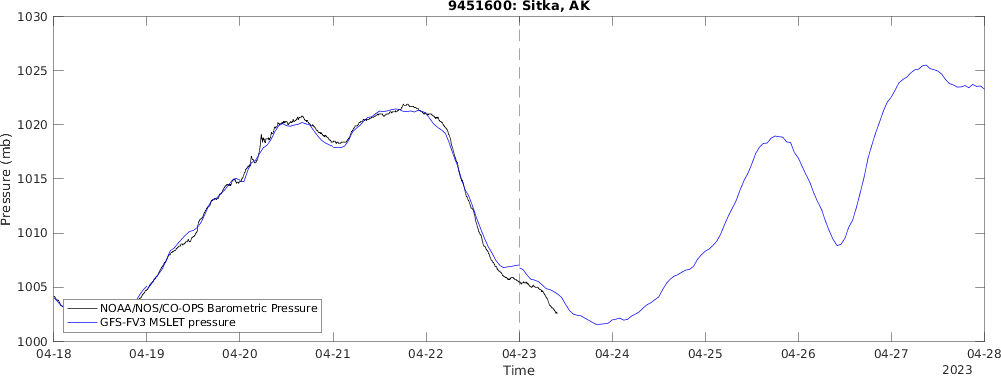 9451600: Sitka, AK
1030
1025
1020
1015
1010
1005
1000
Pressure (mb)
NOAA/NOS/CO-OPS Barometric Pressure
GFS-FV3 MSLET pressure
04-18 04-19 04-20 04-21 04-22 04-23 04-24 04-25 04-26 04-27 04-28
Time
2023